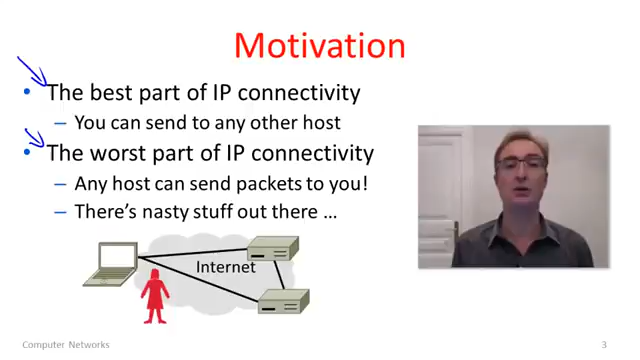 Motivation
• The best part of IP connectivity
– You can send to any other host
• The worst part of IP connectivity
– Any host can send packets to you!
– There's nasty stuff out there …
Internet
Computer Networks
3